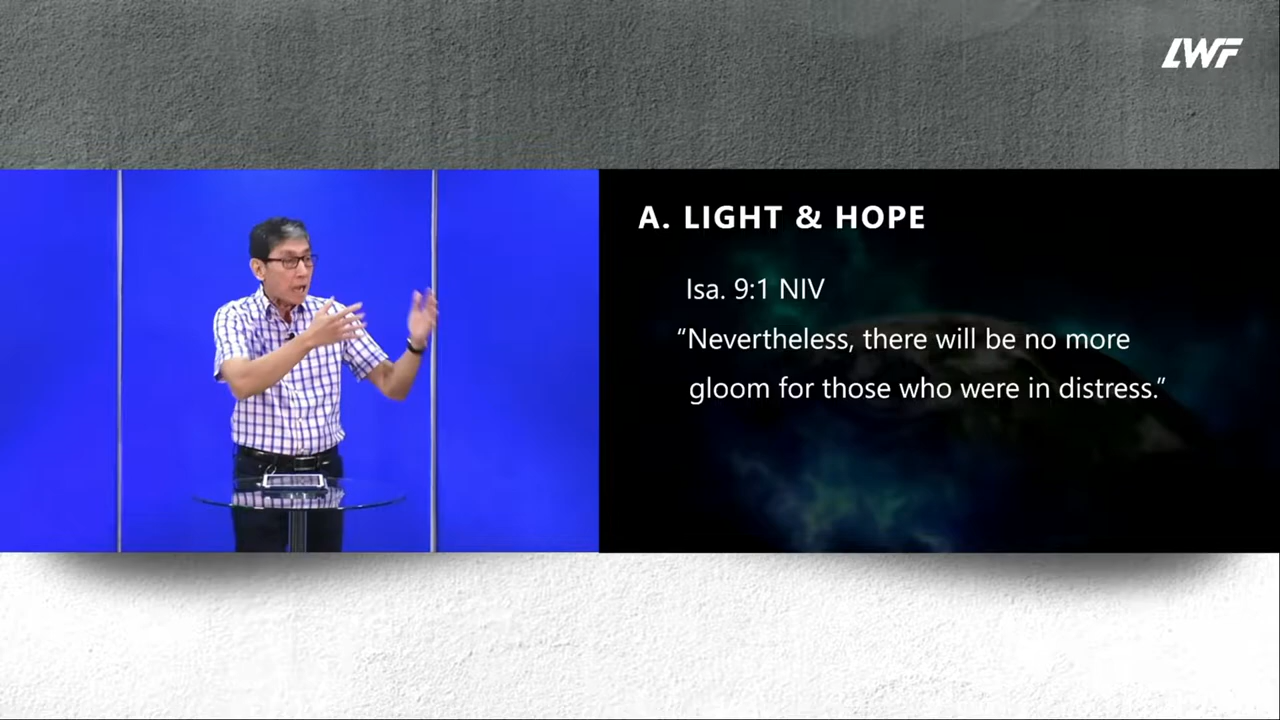 LWF
A. LIGHT & HOPE
Isa. 9:1 NIV
“Nevertheless, there will be no more
gloom for those who were in distress.”